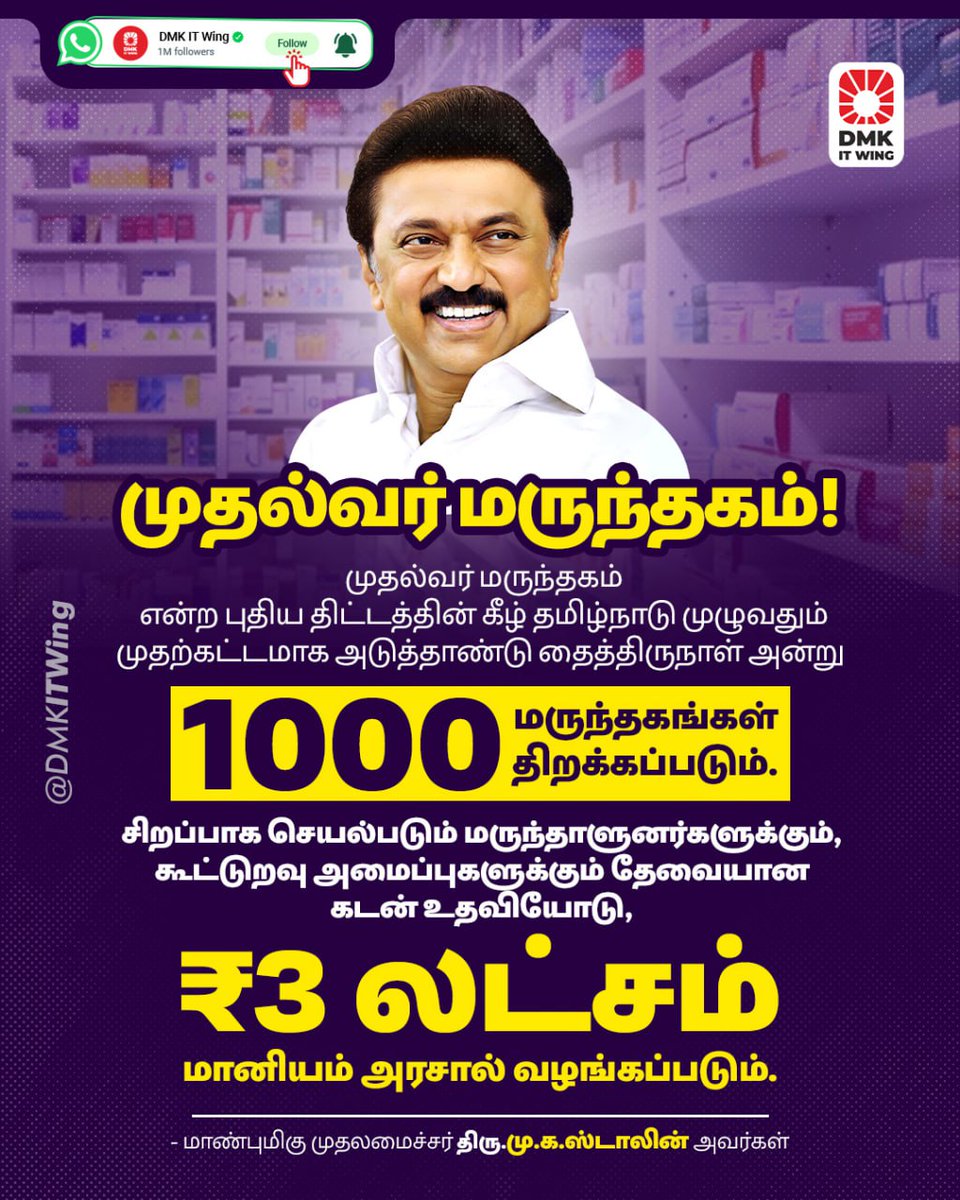 DMK IT Wing
1M followers
Follow
DMK
IT WING
DMK
IT WING
முதல்வர் மருந்தகம்!
முதல்வர் மருந்தகம்
என்ற புதிய திட்டத்தின் கீழ் தமிழ்நாடு முழுவதும்
முதற்கட்டமாக அடுத்தாண்டு தைத்திருநாள் அன்று
1000 மருந்தகங்கள்
திறக்கப்படும்.
சிறப்பாக செயல்படும் மருந்தாளுனர்களுக்கும்,
கூட்டுறவு அமைப்புகளுக்கும் தேவையான
கடன் உதவியோடு,
₹3 லட்சம்
மானியம் அரசால் வழங்கப்படும்.
- மாண்புமிகு முதலமைச்சர் திரு.மு.க.ஸ்டாலின் அவர்கள்
@DMKITWing